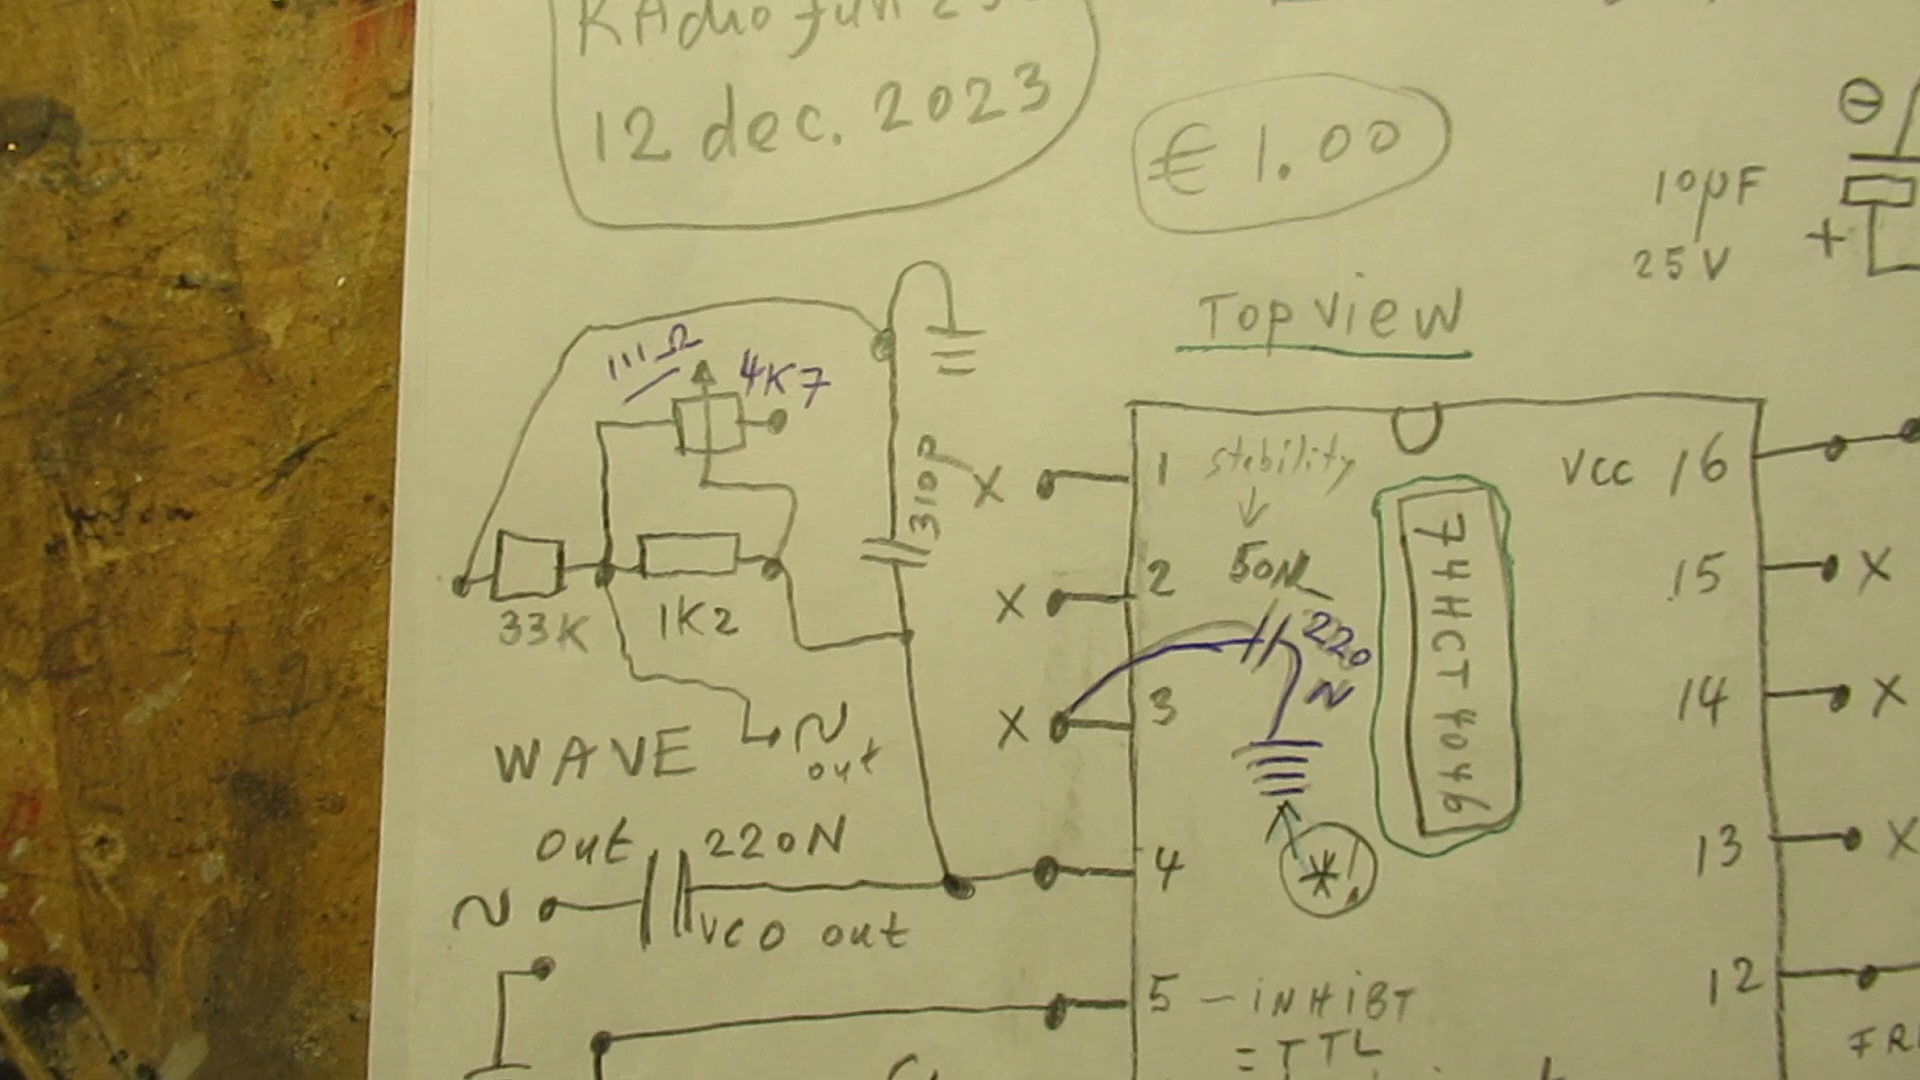 12 dec. 2023
€ 1.00
10µF
25V
+
TOP VIEW
111Ω
4K7
310P
33K
1K2
WAVE
out
out
220N
VCO out
X
X
X
1
stability
2
50N
220
N
3
4
5 - INHIBT
= TTL
74HCT4046
VCC 16
15
X
14
X
13
X
12